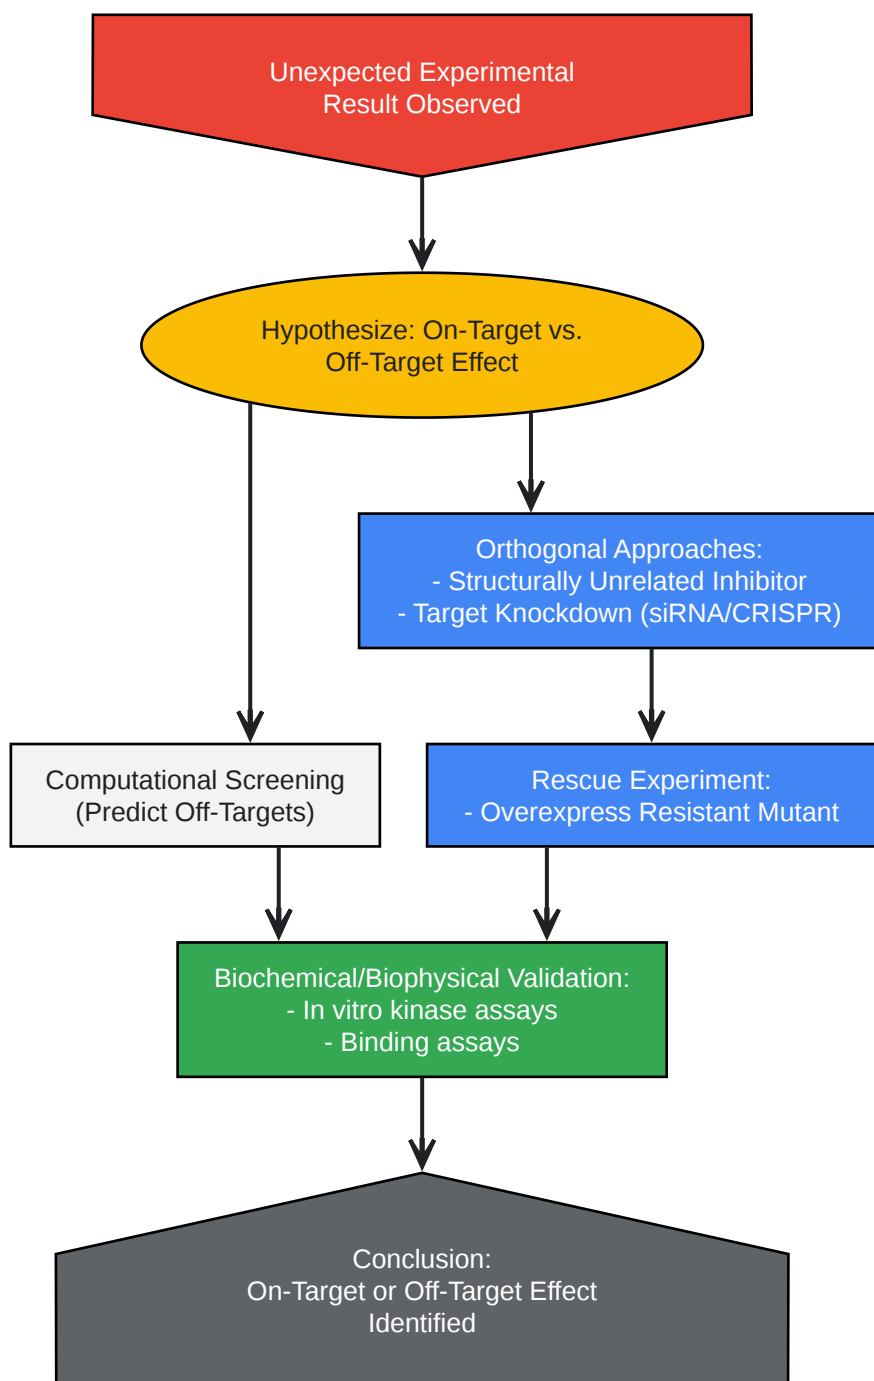 Unexpected Experimental
Result Observed
Hypothesize: On-Target vs.
Off-Target Effect
Orthogonal Approaches:
- Structurally Unrelated Inhibitor
- Target Knockdown (siRNA/CRISPR)
Computational Screening
(Predict Off-Targets)
Rescue Experiment:
- Overexpress Resistant Mutant
Biochemical/Biophysical Validation:
- In vitro kinase assays
- Binding assays
Conclusion:
On-Target or Off-Target Effect
Identified